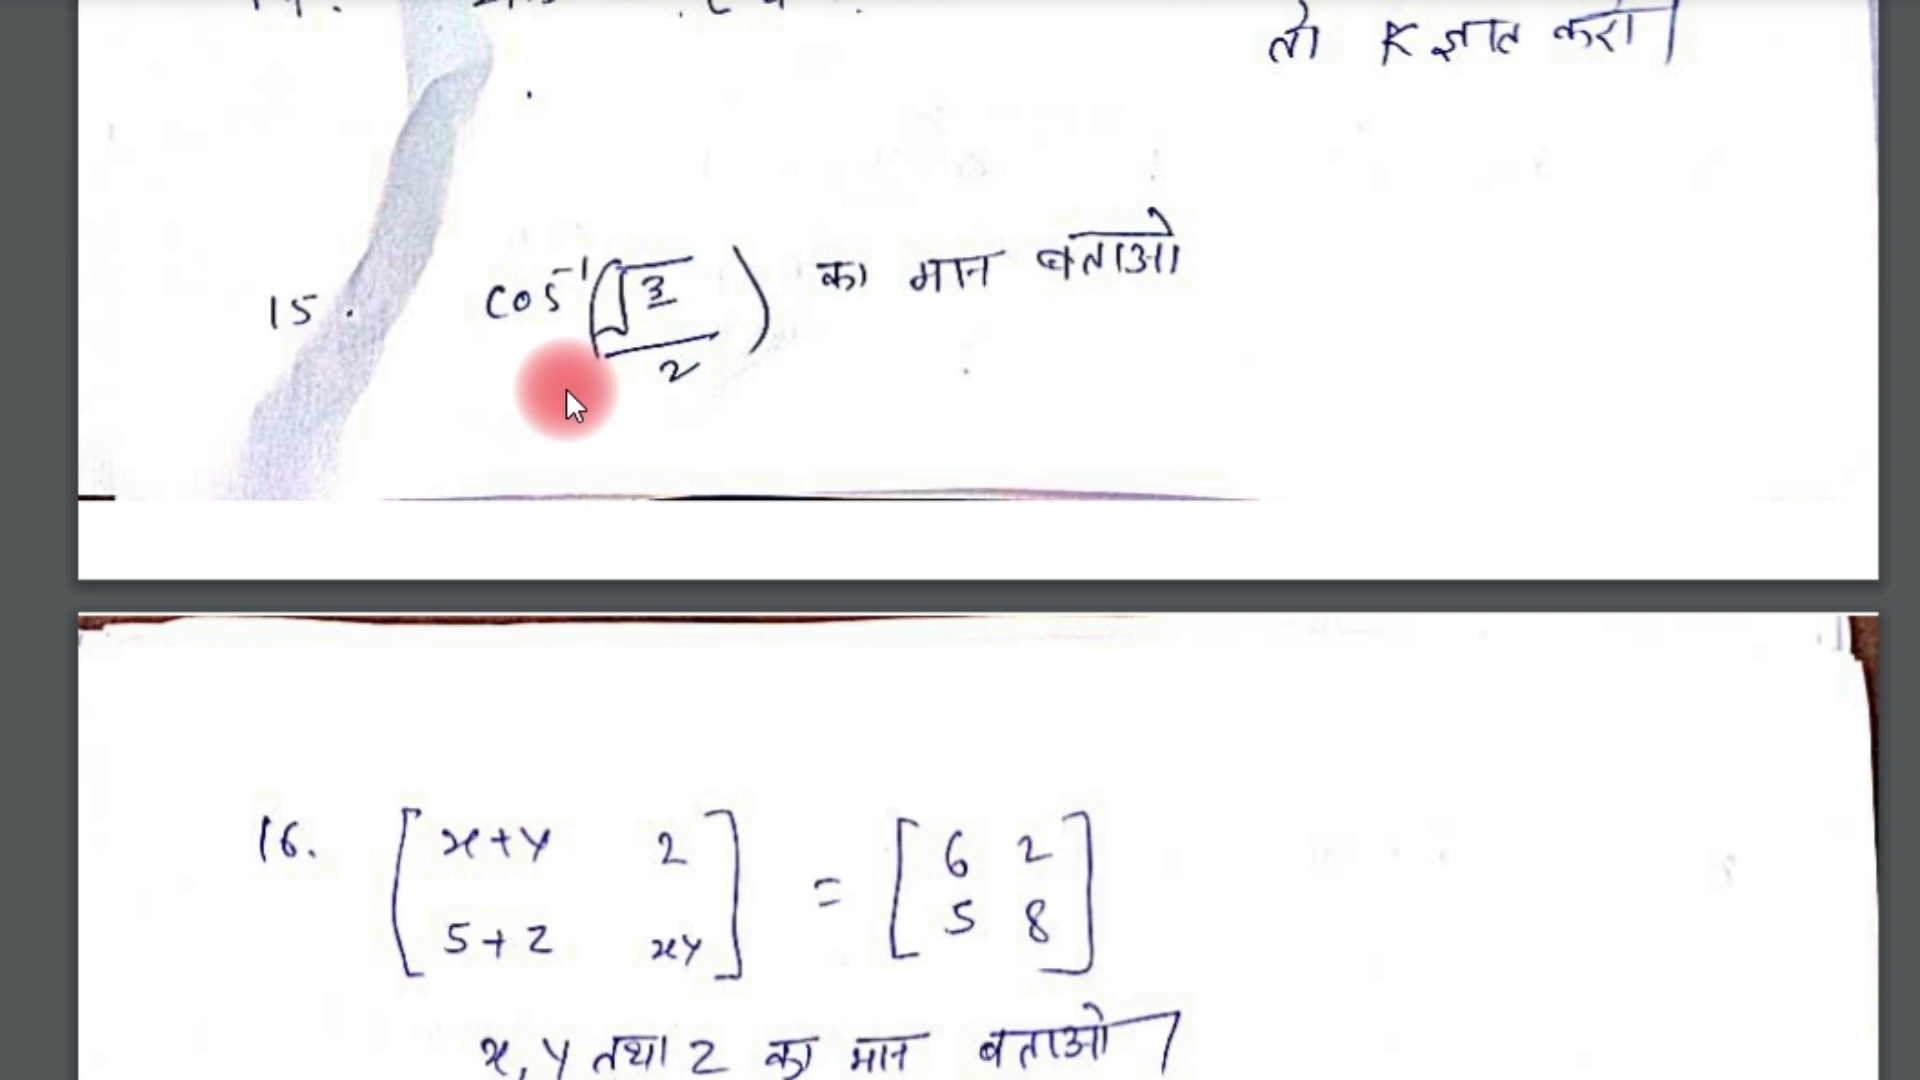 तो K ज्ञात करो।
15. cos⁻¹(√3/2) का मान बताओ
16. [x+y 2] = [6 2]
[5+z xy] [5 8]
x, y तथा z का मान बताओ।